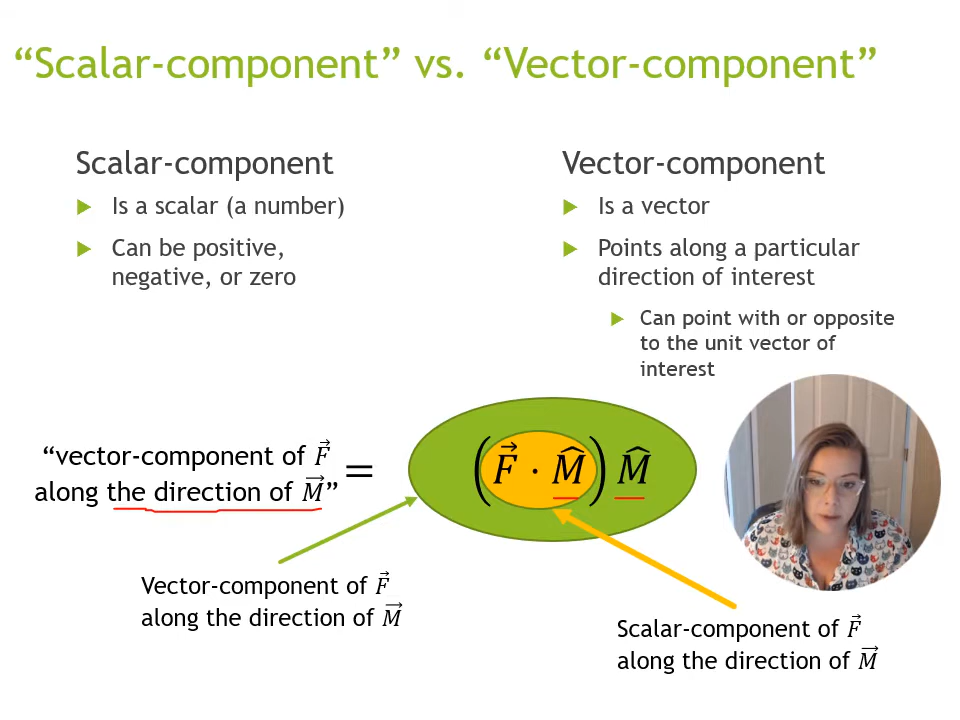 “Scalar-component” vs. “Vector-component”
Scalar-component
Is a scalar (a number)
Can be positive,
negative, or zero
Vector-component
Is a vector
Points along a particular
direction of interest
Can point with or opposite
to the unit vector of
interest
“vector-component of F⃗
along the direction of M⃗”
= (F⃗ · M̂) M̂
Vector-component of F⃗
along the direction of M⃗
Scalar-component of F⃗
along the direction of M⃗